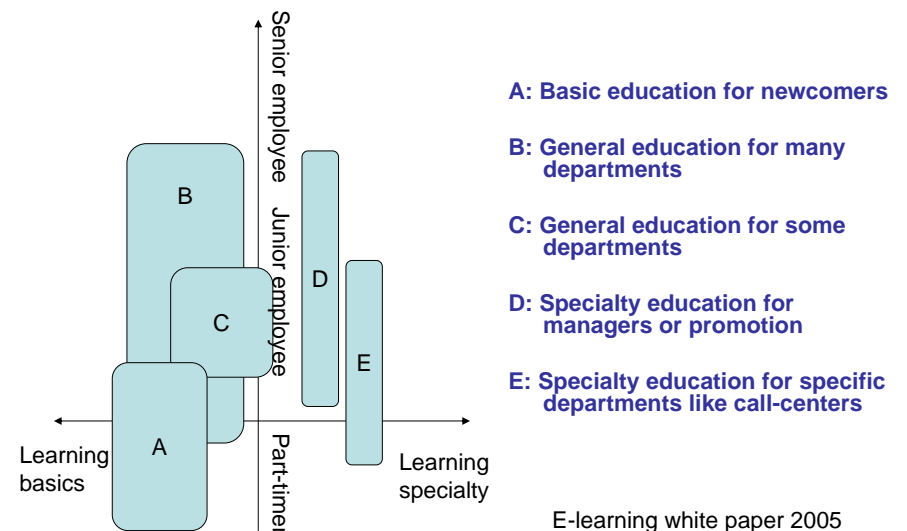 Senior employee
Junior employee
Part-timer
B
C
D
E
A
Learning
basics
Learning
specialty
A: Basic education for newcomers
B: General education for many
departments
C: General education for some
departments
D: Specialty education for
managers or promotion
E: Specialty education for specific
departments like call-centers
E-learning white paper 2005